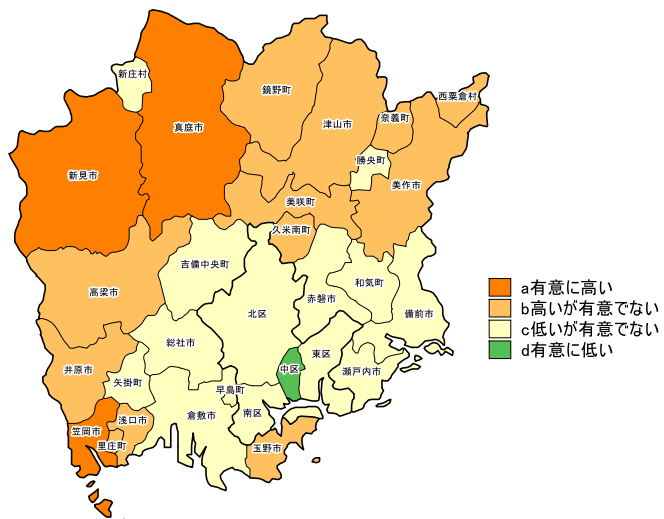 新庄村
鏡野町
西粟倉村
奈義町
津山市
真庭市
勝央町
新見市
美作市
美咲町
久米南町
吉備中央町
和気町
高梁市
赤磐市
北区
備前市
総社市
東区
中区
井原市
瀬戸内市
矢掛町
早島町
倉敷市
南区
浅口市
笠岡市
里庄町
玉野市
a有意に高い
b高いが有意でない
c低いが有意でない
d有意に低い